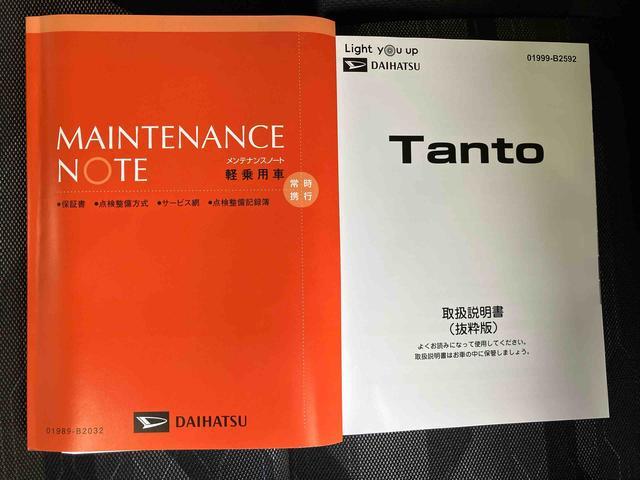 MAINTENANCE
NOTE
メンテナンスノート
軽乗用車
常時
携行
●保証書 ●点検整備方式 ●サービス網 ●点検整備記録簿
01989-B2032
DAIHATSU
Light you up
DAIHATSU
01999-B2592
Tanto
取扱説明書
（抜粋版）
よくお読みになって使用してください。
取扱説明書はお車の中に保管しましょう。